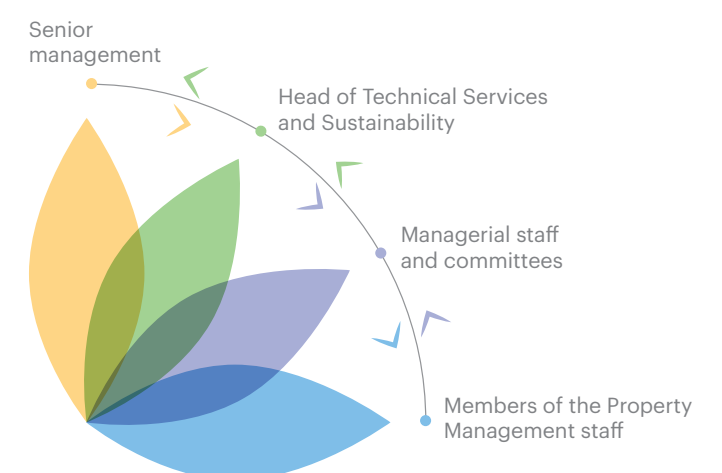 Senior
management
Head of Technical Services
and Sustainability
Managerial staff
and committees
Members of the Property
Management staff